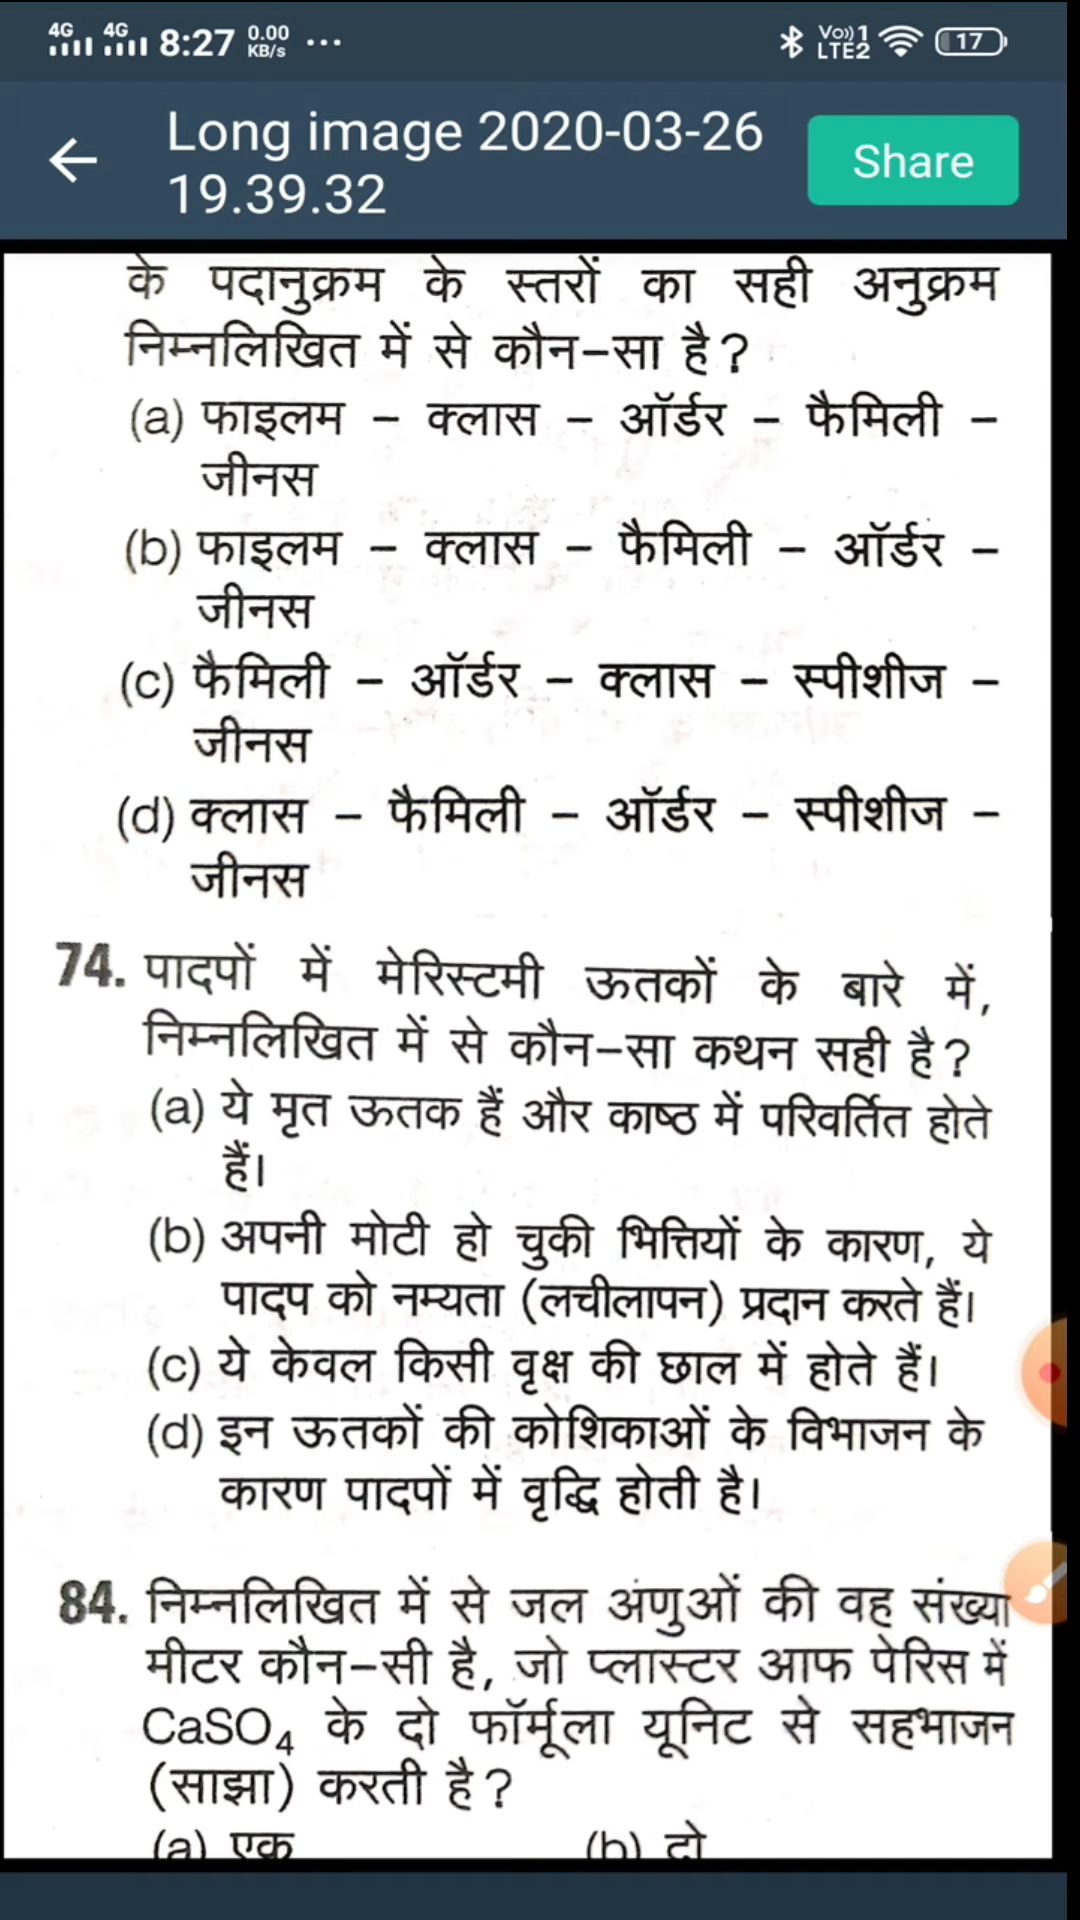 4G 4G 8:27 0.00 KB/s ... Vo)) 1 LTE2 17
Long image 2020-03-26
19.39.32
Share
के पदानुक्रम के स्तरों का सही अनुक्रम
निम्नलिखित में से कौन-सा है?
(a) फाइलम - क्लास - ऑर्डर - फैमिली -
जीनस
(b) फाइलम - क्लास - फैमिली - ऑर्डर -
जीनस
(c) फैमिली - ऑर्डर - क्लास - स्पीशीज -
जीनस
(d) क्लास - फैमिली - ऑर्डर - स्पीशीज -
जीनस
74. पादपों में मेरिस्टमी ऊतकों के बारे में,
निम्नलिखित में से कौन-सा कथन सही है?
(a) ये मृत ऊतक हैं और काष्ठ में परिवर्तित होते
हैं।
(b) अपनी मोटी हो चुकी भित्तियों के कारण, ये
पादप को नम्यता (लचीलापन) प्रदान करते हैं।
(c) ये केवल किसी वृक्ष की छाल में होते हैं।
(d) इन ऊतकों की कोशिकाओं के विभाजन के
कारण पादपों में वृद्धि होती है।
84. निम्नलिखित में से जल अंणुओं की वह संख्या
मीटर कौन-सी है, जो प्लास्टर आफ पेरिस में
CaSO₄ के दो फॉर्मूला यूनिट से सहभाजन
(साझा) करती है?
(a) एक (b) दो